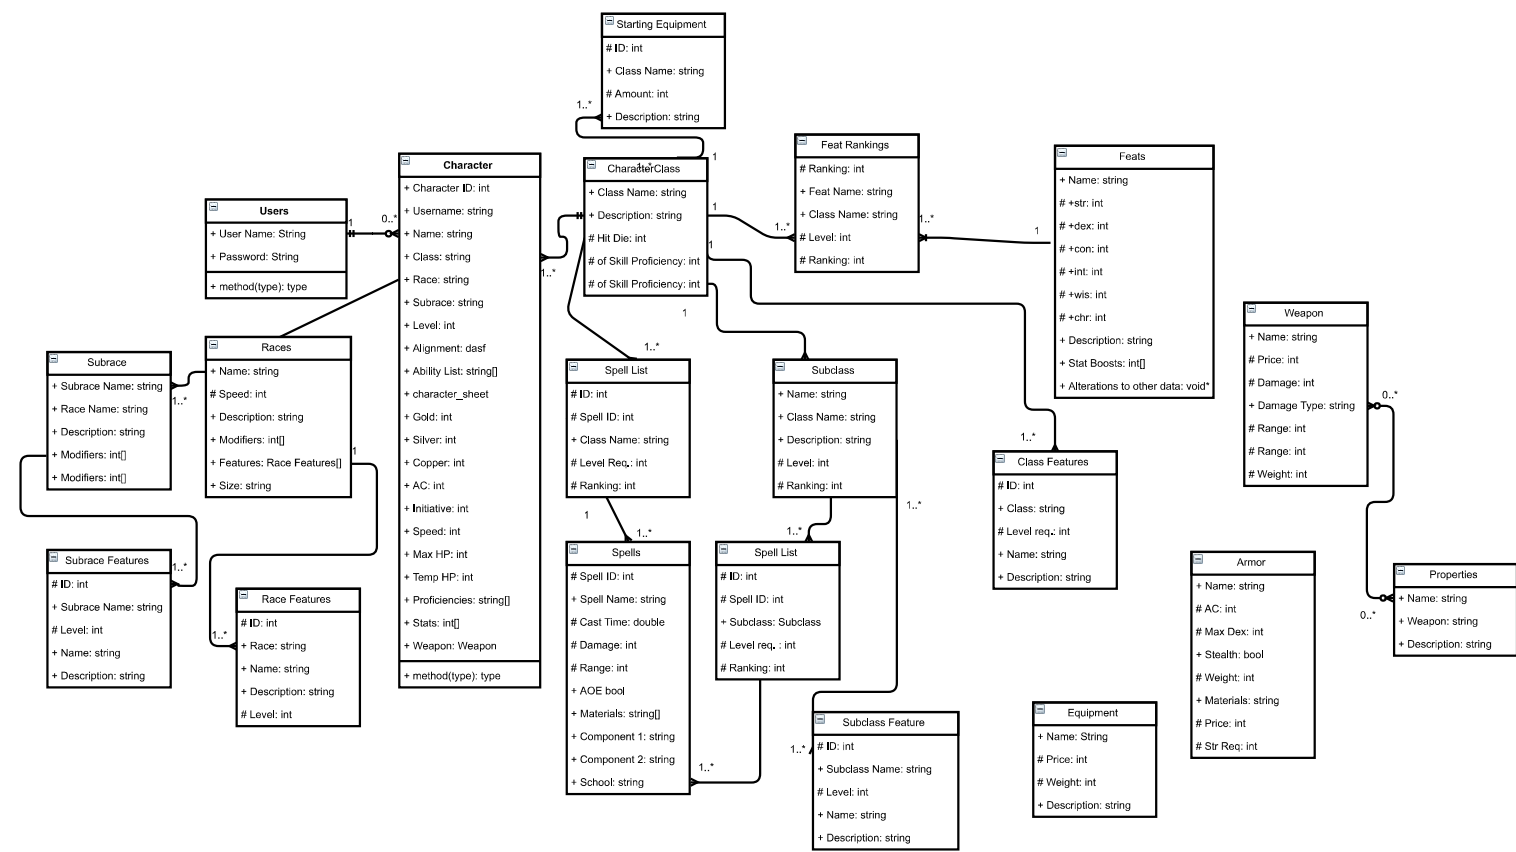 Starting Equipment
# ID: int
+ Class Name: string
# Amount: int
+ Description: string
1..*
1
Character
+ Character ID: int
+ Username: string
+ Name: string
+ Class: string
+ Race: string
+ Subrace: string
+ Level: int
+ Alignment: dasf
+ Ability List: string[]
+ character_sheet
+ Gold: int
+ Silver: int
+ Copper: int
+ AC: int
+ Initiative: int
+ Speed: int
+ Max HP: int
+ Temp HP: int
+ Proficiencies: string[]
+ Stats: int[]
+ Weapon: Weapon
+ method(type): type
CharacterClass
1..*
+ Class Name: string
+ Description: string
# Hit Die: int
# of Skill Proficiency: int
# of Skill Proficiency: int
1..*
1
1
1
Feat Rankings
# Ranking: int
+ Feat Name: string
+ Class Name: string
# Level: int
# Ranking: int
1..*
1..*
1
Feats
+ Name: string
# +str: int
# +dex: int
# +con: int
# +int: int
# +wis: int
# +chr: int
+ Description: string
+ Stat Boosts: int[]
+ Alterations to other data: void*
Users
+ User Name: String
+ Password: String
+ method(type): type
1
0..*
Races
+ Name: string
# Speed: int
+ Description: string
+ Modifiers: int[]
+ Features: Race Features[]
+ Size: string
1
Subrace
+ Subrace Name: string
+ Race Name: string
+ Description: string
+ Modifiers: int[]
+ Modifiers: int[]
1..*
Subrace Features
# ID: int
+ Subrace Name: string
# Level: int
+ Name: string
+ Description: string
1..*
Race Features
# ID: int
+ Race: string
+ Name: string
+ Description: string
# Level: int
1..*
Spell List
# ID: int
# Spell ID: int
+ Class Name: string
# Level Req.: int
# Ranking: int
1..*
1
1..*
Spells
# Spell ID: int
+ Spell Name: string
# Cast Time: double
# Damage: int
# Range: int
+ AOE bool
+ Materials: string[]
+ Component 1: string
+ Component 2: string
+ School: string
1..*
Subclass
+ Name: string
+ Class Name: string
+ Description: string
# Level: int
# Ranking: int
1..*
1..*
Spell List
# ID: int
# Spell ID: int
+ Subclass: Subclass
# Level req. : int
# Ranking: int
Subclass Feature
# ID: int
+ Subclass Name: string
# Level: int
+ Name: string
+ Description: string
1..*
Class Features
# ID: int
+ Class: string
# Level req.: int
+ Name: string
+ Description: string
1..*
Weapon
+ Name: string
# Price: int
# Damage: int
+ Damage Type: string
# Range: int
# Range: int
# Weight: int
0..*
Properties
+ Name: string
+ Weapon: string
+ Description: string
0..*
Armor
+ Name: string
# AC: int
# Max Dex: int
+ Stealth: bool
# Weight: int
+ Materials: string
# Price: int
# Str Req: int
Equipment
+ Name: String
# Price: int
# Weight: int
+ Description: string